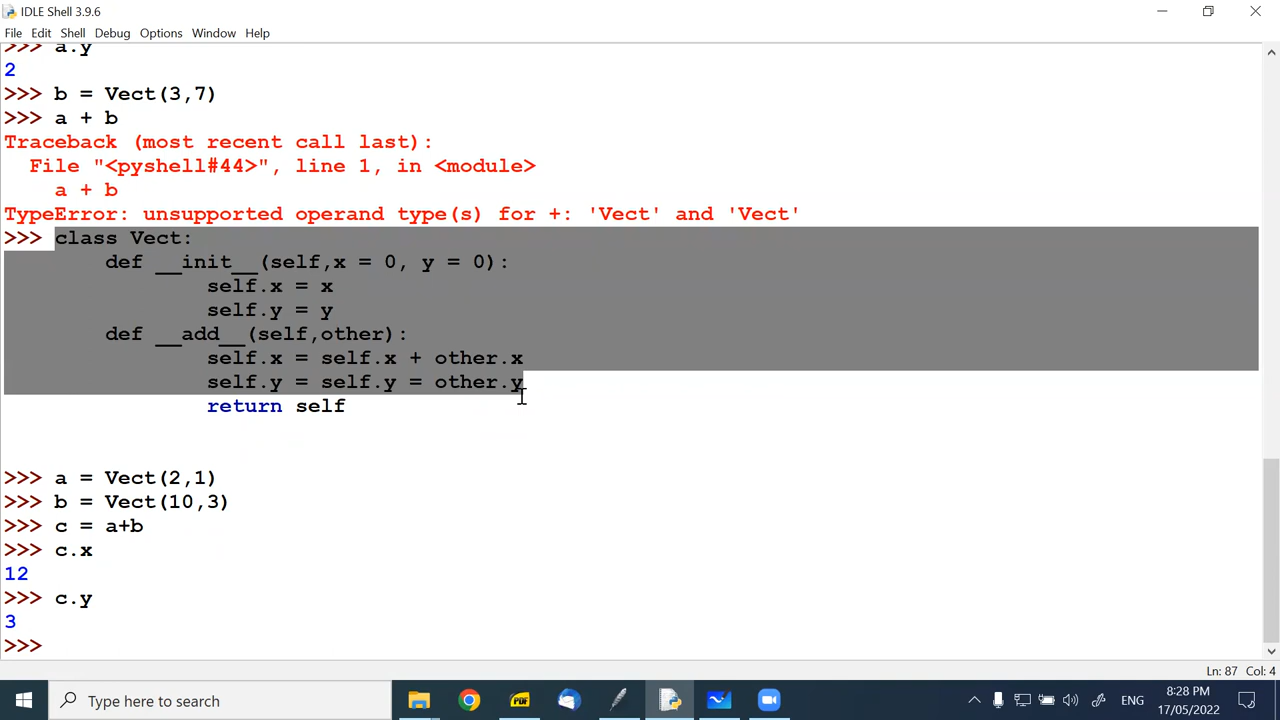 IDLE Shell 3.9.6
File Edit Shell Debug Options Window Help
>>> a.y
2
>>> b = Vect(3,7)
>>> a + b
Traceback (most recent call last):
  File "<pyshell#44>", line 1, in <module>
    a + b
TypeError: unsupported operand type(s) for +: 'Vect' and 'Vect'
>>> class Vect:
        def __init__(self,x = 0, y = 0):
                self.x = x
                self.y = y
        def __add__(self,other):
                self.x = self.x + other.x
                self.y = self.y = other.y
                return self
>>> a = Vect(2,1)
>>> b = Vect(10,3)
>>> c = a+b
>>> c.x
12
>>> c.y
3
>>>
Ln: 87 Col: 4
Type here to search
PDF
ENG
8:28 PM
17/05/2022